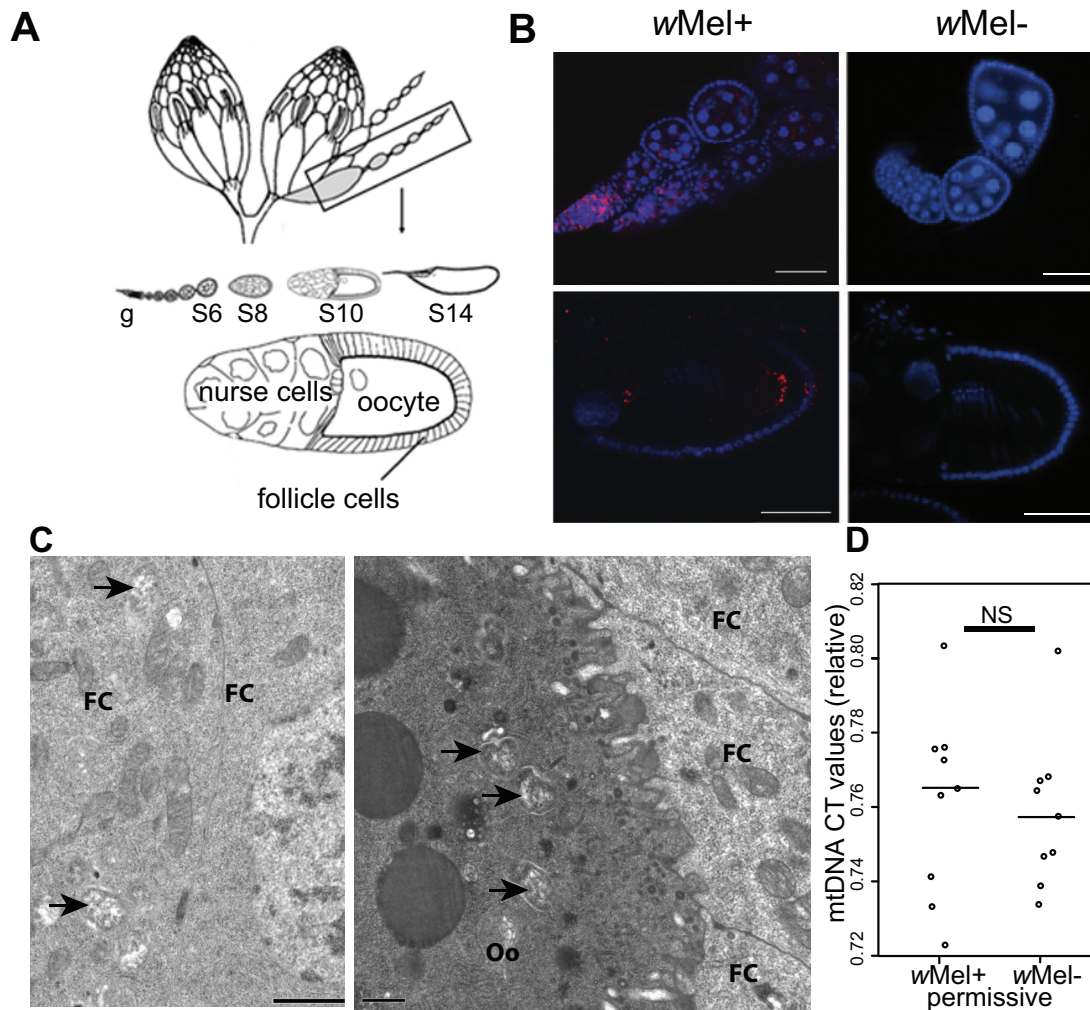 A
g
S6
S8
S10
S14
nurse cells
oocyte
follicle cells
B
wMel+
wMel-
C
FC
FC
FC
FC
Oo
FC
D
mtDNA CT values (relative)
0.82
0.80
0.78
0.76
0.74
0.72
NS
wMel+
wMel-
permissive